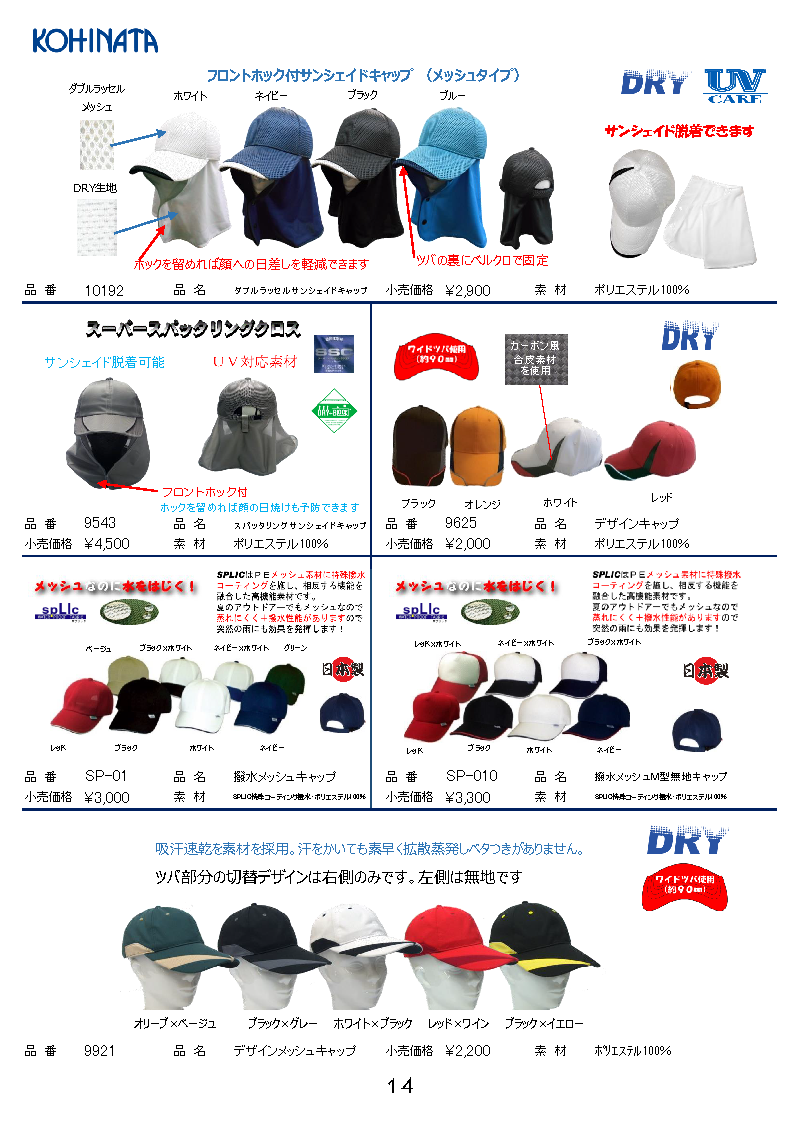 KOHINATA
フロントホック付サンシェイドキャップ （メッシュタイプ）
ダブルラッセル
メッシュ
ホワイト
ネイビー
ブラック
ブルー
DRY
UV
CARE
サンシェイド脱着できます
DRY生地
ホックを留めれば顔への日差しを軽減できます
ツバの裏にベルクロで固定
品 番 10192 品 名 ダブルラッセルサンシェイドキャップ 小売価格 ¥2,900 素 材 ポリエステル100%
スーパースパッタリングクロス
サンシェイド脱着可能
UV対応素材
SSC
フロントホック付
ホックを留めれば顔の日焼けも予防できます
品 番 9543 品 名 スパッタリングサンシェイドキャップ
小売価格 ¥4,500 素 材 ポリエステル100%
ワイドツバ使用
(約90㎜)
カーボン風
合皮素材
を使用
DRY
ブラック
オレンジ
ホワイト
レッド
品 番 9625 品 名 デザインキャップ
小売価格 ¥2,000 素 材 ポリエステル100%
メッシュなのに水をはじく！
spLIc
SPLICはPEメッシュ素材に特殊撥水
コーティングを施し、相反する機能を
融合した高機能素材です。
夏のアウトドアーでもメッシュなので
蒸れにくく＋撥水性能がありますので
突然の雨にも効果を発揮します！
ベージュ
ブラック×ホワイト
ネイビー×ホワイト
グリーン
日本製
レッド
ブラック
ホワイト
ネイビー
品 番 SP-01 品 名 撥水メッシュキャップ
小売価格 ¥3,000 素 材 SPLIC特殊コーティング撥水・ポリエステル100%
メッシュなのに水をはじく！
spLIc
SPLICはPEメッシュ素材に特殊撥水
コーティングを施し、相反する機能を
融合した高機能素材です。
夏のアウトドアーでもメッシュなので
蒸れにくく＋撥水性能がありますので
突然の雨にも効果を発揮します！
レッド×ホワイト
ネイビー×ホワイト
ブラック×ホワイト
日本製
レッド
ブラック
ホワイト
ネイビー
品 番 SP-010 品 名 撥水メッシュM型無地キャップ
小売価格 ¥3,300 素 材 SPLIC特殊コーティング撥水・ポリエステル100%
吸汗速乾を素材を採用。汗をかいても素早く拡散蒸発しベタつきがありません。
ツバ部分の切替デザインは右側のみです。左側は無地です
DRY
ワイドツバ使用
(約90㎜)
オリーブ×ベージュ
ブラック×グレー
ホワイト×ブラック
レッド×ワイン
ブラック×イエロー
品 番 9921 品 名 デザインメッシュキャップ 小売価格 ¥2,200 素 材 ポリエステル100%
14